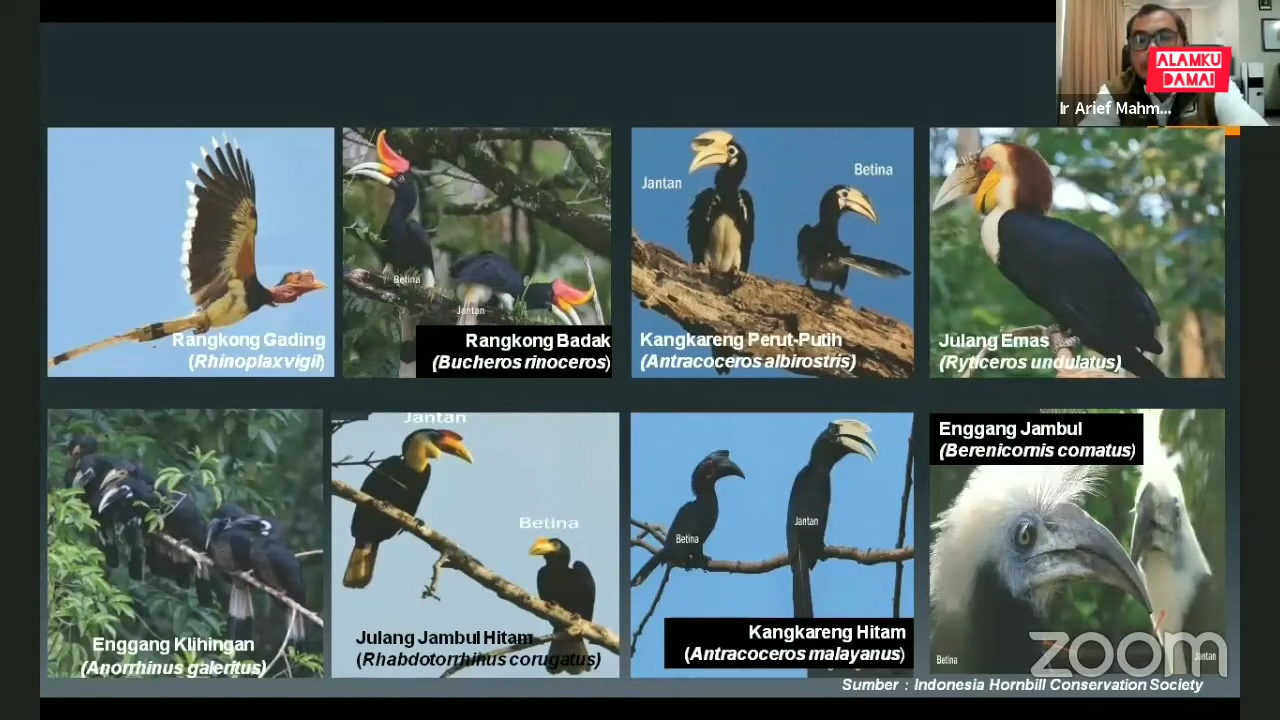 ALAMKU
DAMAI
Ir Arief Mahm...
Jantan
Betina
Betina
Jantan
Rangkong Gading
(Rhinoplax vigil)
Rangkong Badak
(Bucheros rinoceros)
Kangkareng Perut-Putih
(Antracoceros albirostris)
Julang Emas
(Ryticeros undulatus)
Jantan
Betina
Betina
Jantan
Enggang Jambul
(Berenicornis comatus)
Enggang Klihingan
(Anorrhinus galeritus)
Julang Jambul Hitam
(Rhabdotorrhinus corugatus)
Kangkareng Hitam
(Antracoceros malayanus)
Betina
Jantan
zoom
Sumber : Indonesia Hornbill Conservation Society